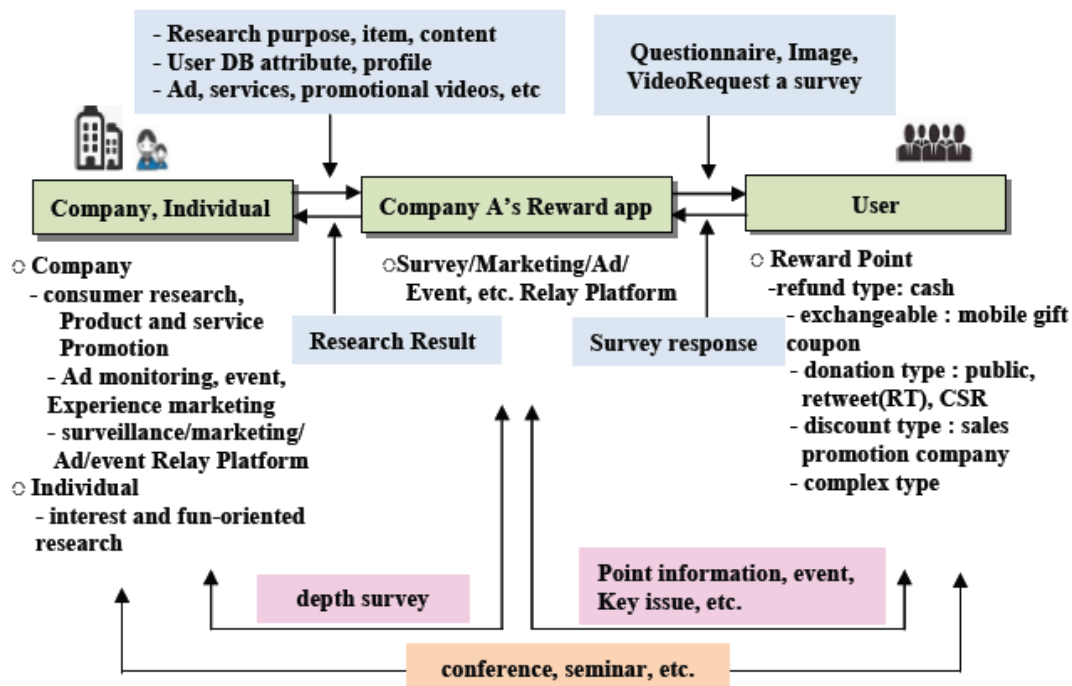 - Research purpose, item, content
- User DB attribute, profile
- Ad, services, promotional videos, etc
Questionnaire, Image,
VideoRequest a survey
Company, Individual
Company A's Reward app
User
◌ Company
- consumer research,
Product and service
Promotion
- Ad monitoring, event,
Experience marketing
- surveillance/marketing/
Ad/event Relay Platform
◌ Individual
- interest and fun-oriented
research
◌Survey/Marketing/Ad/
Event, etc. Relay Platform
◌ Reward Point
-refund type: cash
- exchangeable : mobile gift
coupon
- donation type : public,
retweet(RT), CSR
- discount type : sales
promotion company
- complex type
Research Result
Survey response
depth survey
Point information, event,
Key issue, etc.
conference, seminar, etc.